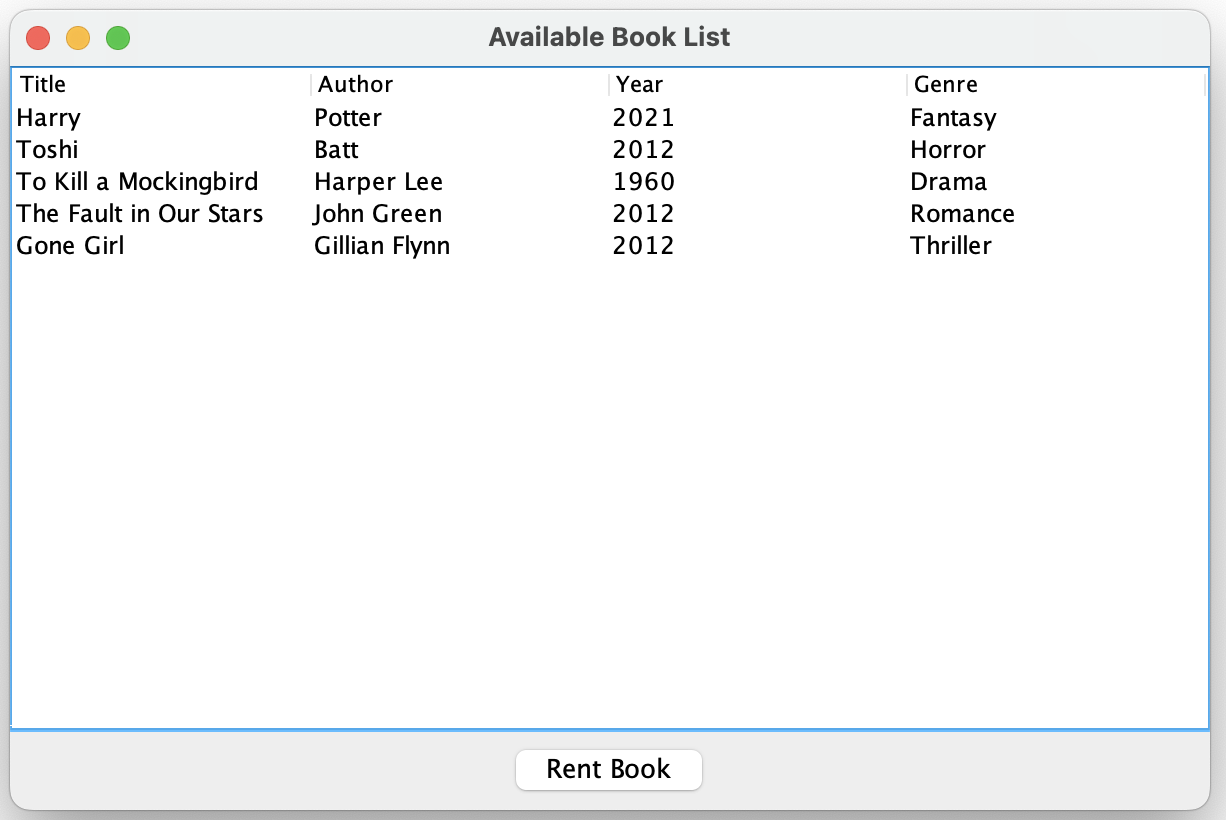 Available Book List
Title Author Year Genre
Harry Potter 2021 Fantasy
Toshi Batt 2012 Horror
To Kill a Mockingbird Harper Lee 1960 Drama
The Fault in Our Stars John Green 2012 Romance
Gone Girl Gillian Flynn 2012 Thriller
Rent Book